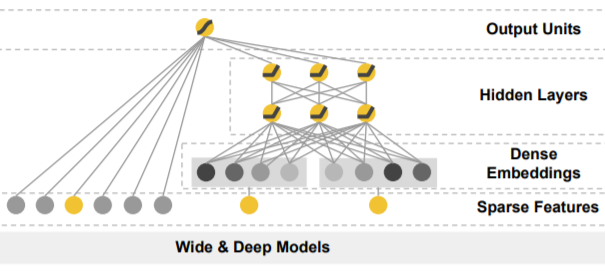 Output Units
Hidden Layers
Dense
Embeddings
Sparse Features
Wide & Deep Models